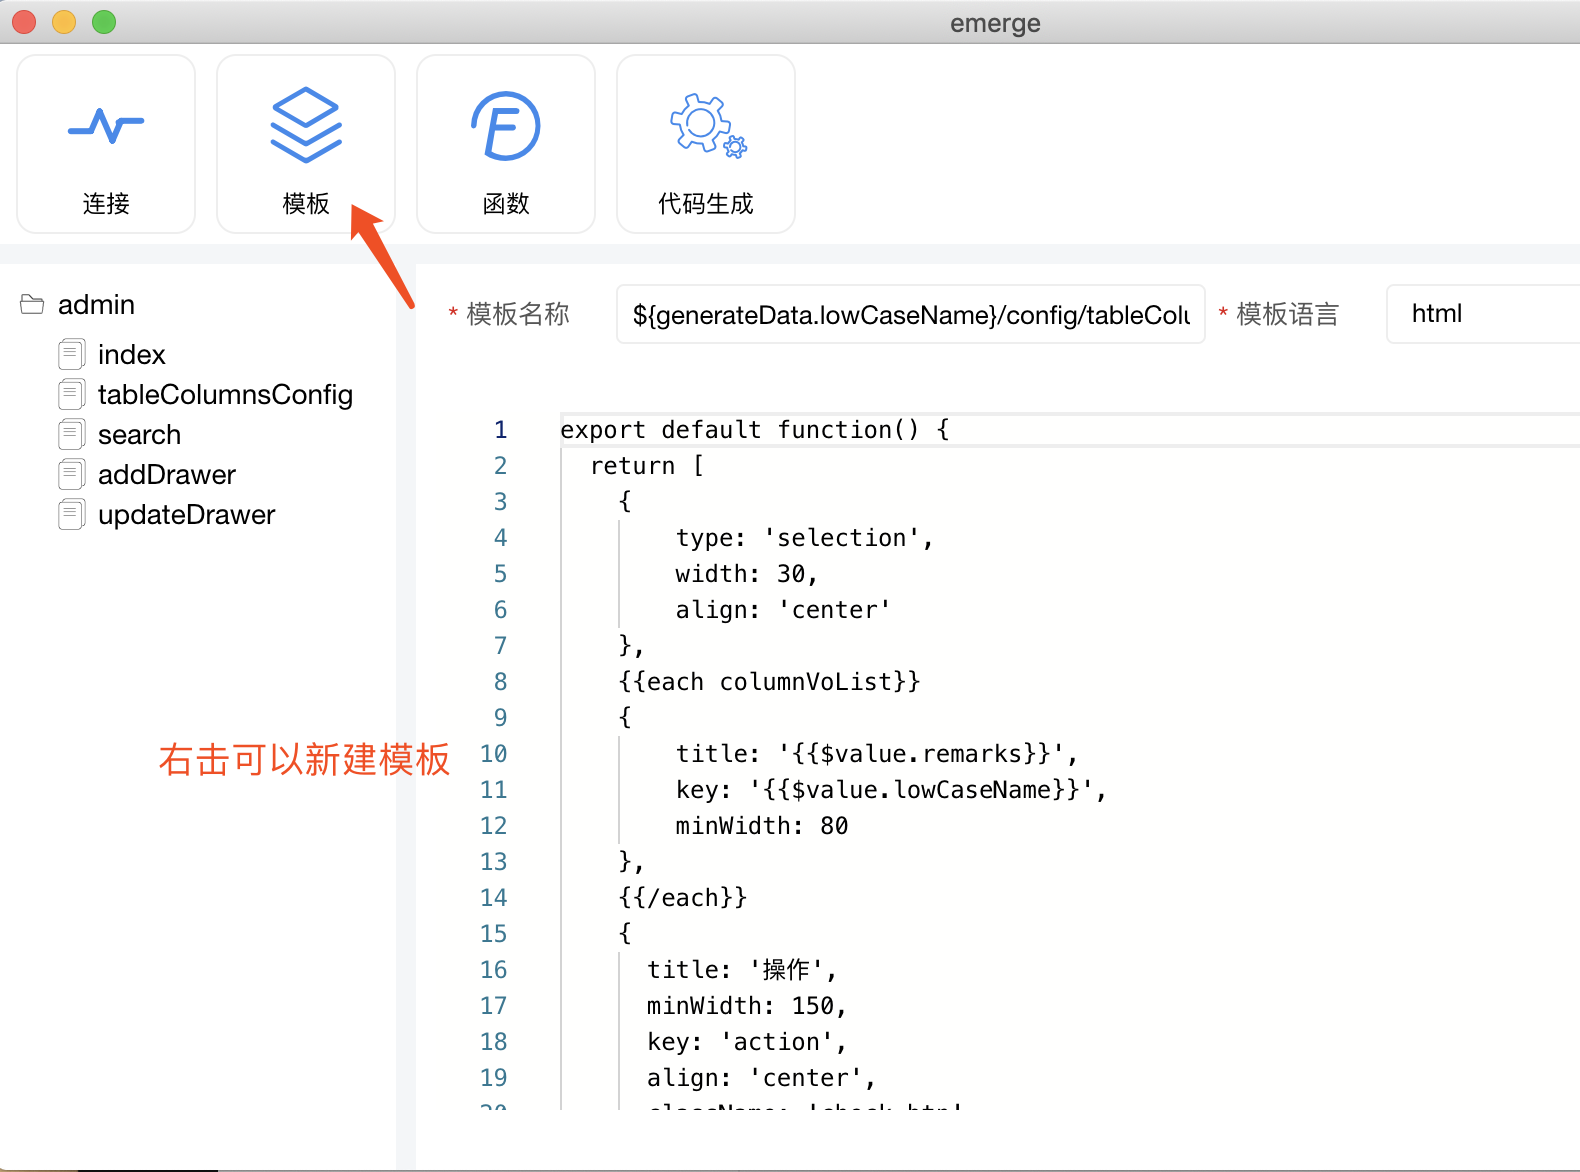 emerge
连接
模板
函数
代码生成
admin
index
tableColumnsConfig
search
addDrawer
updateDrawer
右击可以新建模板
* 模板名称
${generateData.lowCaseName}/config/tableColu
* 模板语言
html
1 export default function() {
2   return [
3     {
4         type: 'selection',
5         width: 30,
6         align: 'center'
7     },
8     {{each columnVoList}}
9     {
10         title: '{{$value.remarks}}',
11         key: '{{$value.lowCaseName}}',
12         minWidth: 80
13     },
14     {{/each}}
15     {
16       title: '操作',
17       minWidth: 150,
18       key: 'action',
19       align: 'center',
20       className: 'check-btn'